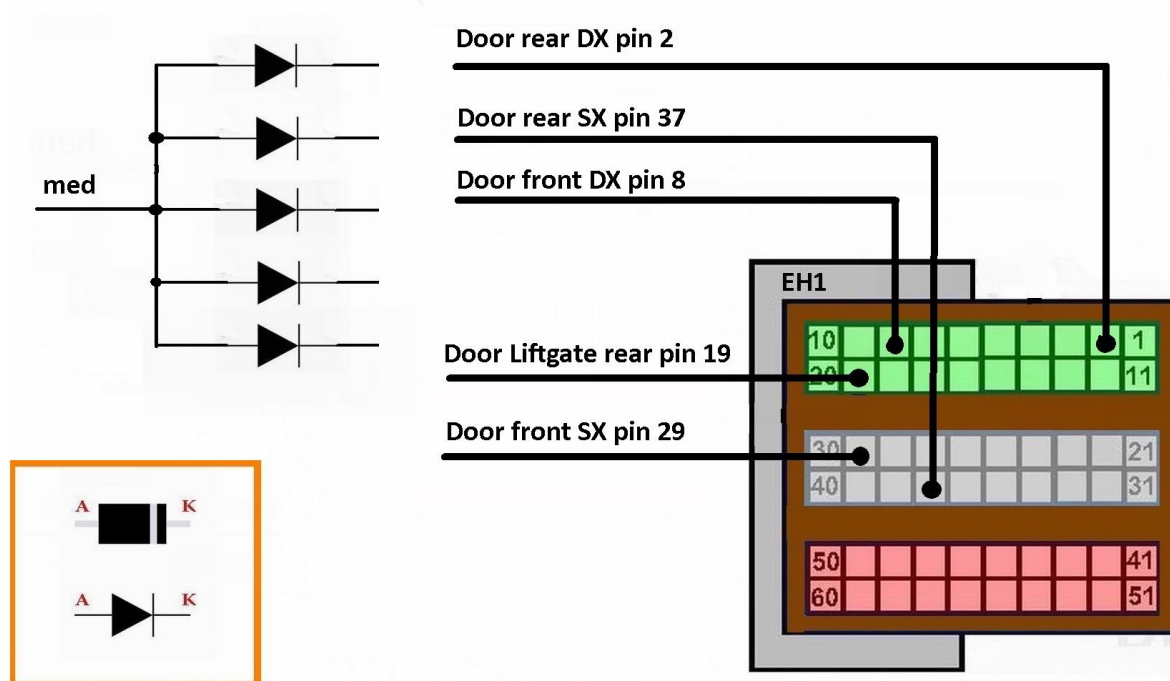 Door rear DX pin 2
Door rear SX pin 37
med
Door front DX pin 8
EH1
10 1
Door Liftgate rear pin 19
20 11
Door front SX pin 29
30 21
40 31
A K
50 41
60 51
A K